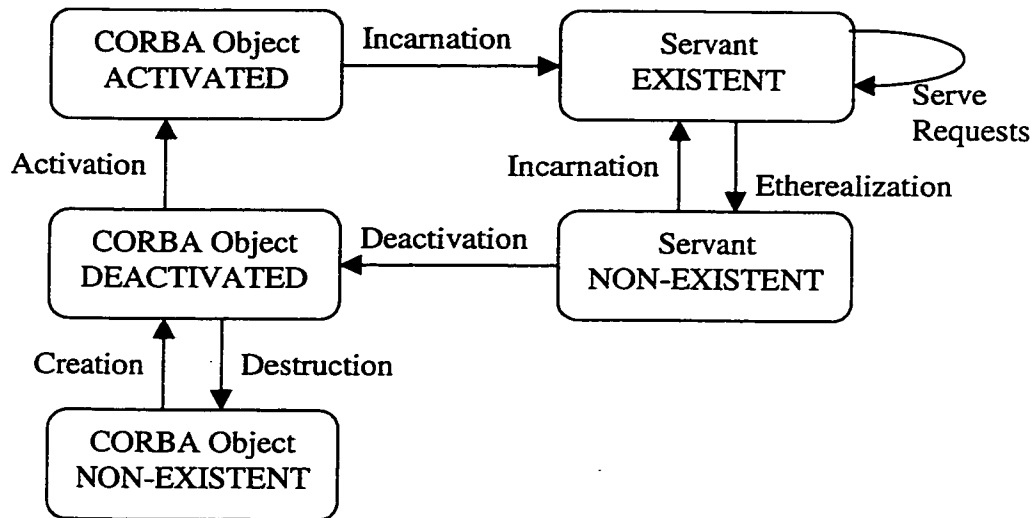 CORBA Object
ACTIVATED
Incarnation
Servant
EXISTENT
Serve
Requests
Activation
Incarnation
Etherealization
CORBA Object
DEACTIVATED
Deactivation
Servant
NON-EXISTENT
Creation
Destruction
CORBA Object
NON-EXISTENT